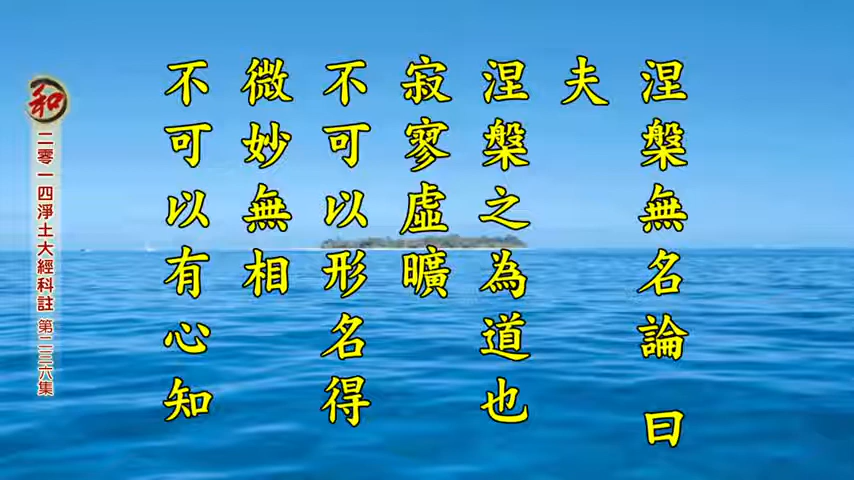 涅槃無名論 曰
夫
涅槃之為道也
寂寥虛曠
不可以形名得
微妙無相
不可以有心知
和
二零一四淨土大經科註 第二三六集